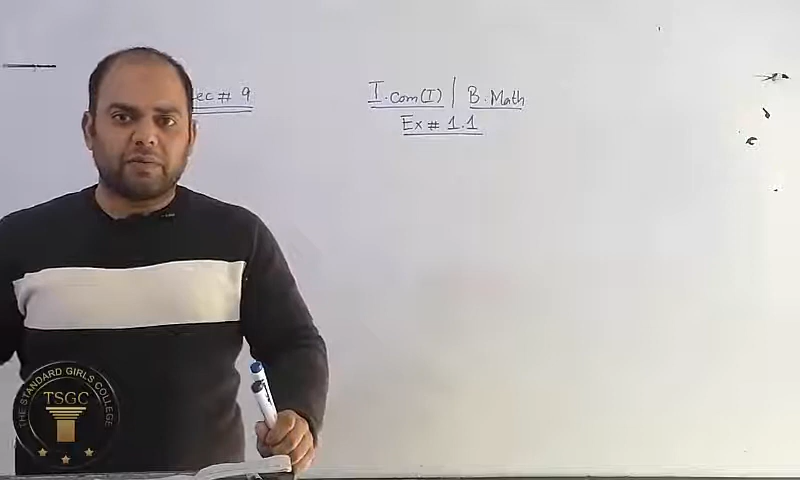 ec # 9
I.com(I) | B.Math
Ex # 1.1
THE STANDARD GIRLS COLLEGE
TSGC